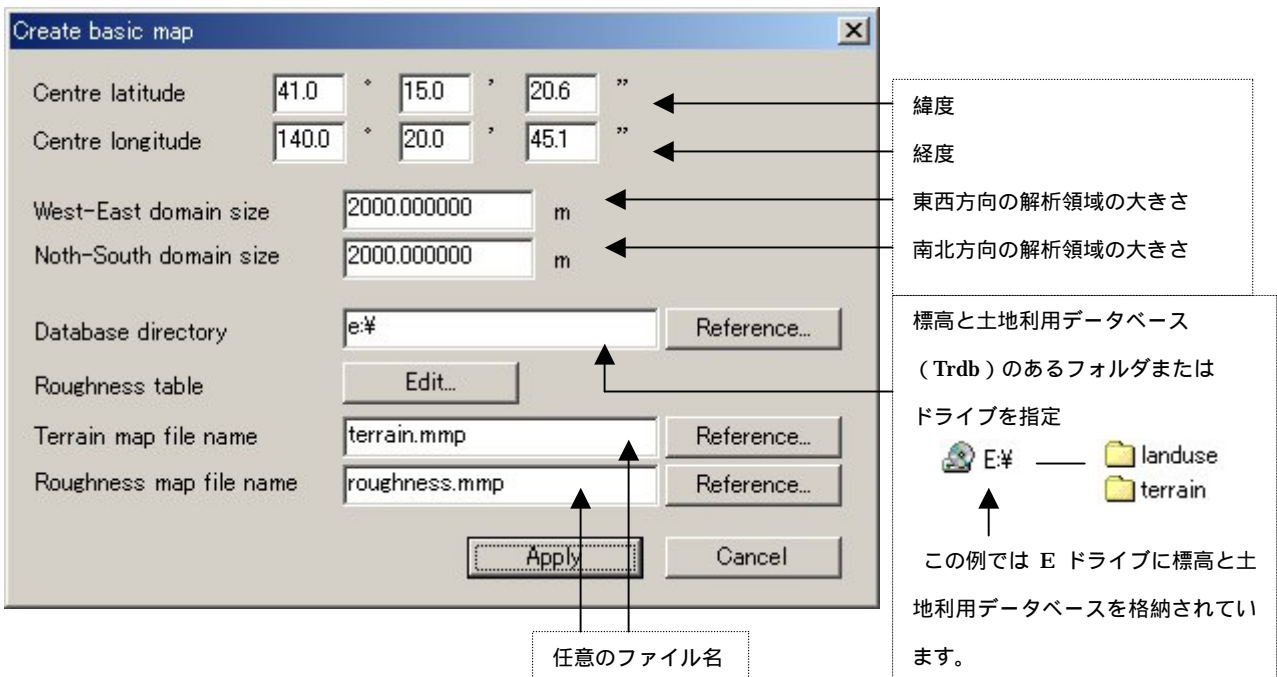 Create basic map
Centre latitude 41.0 ° 15.0 ’ 20.6 ”
Centre longitude 140.0 ° 20.0 ’ 45.1 ”
West-East domain size 2000.000000 m
Noth-South domain size 2000.000000 m
Database directory e:¥ Reference...
Roughness table Edit...
Terrain map file name terrain.mmp Reference...
Roughness map file name roughness.mmp Reference...
Apply Cancel
緯度
経度
東西方向の解析領域の大きさ
南北方向の解析領域の大きさ
標高と土地利用データベース
（Trdb）のあるフォルダまたは
ドライブを指定
E:¥ landuse
terrain
この例では E ドライブに標高と土
地利用データベースを格納されてい
ます。
任意のファイル名